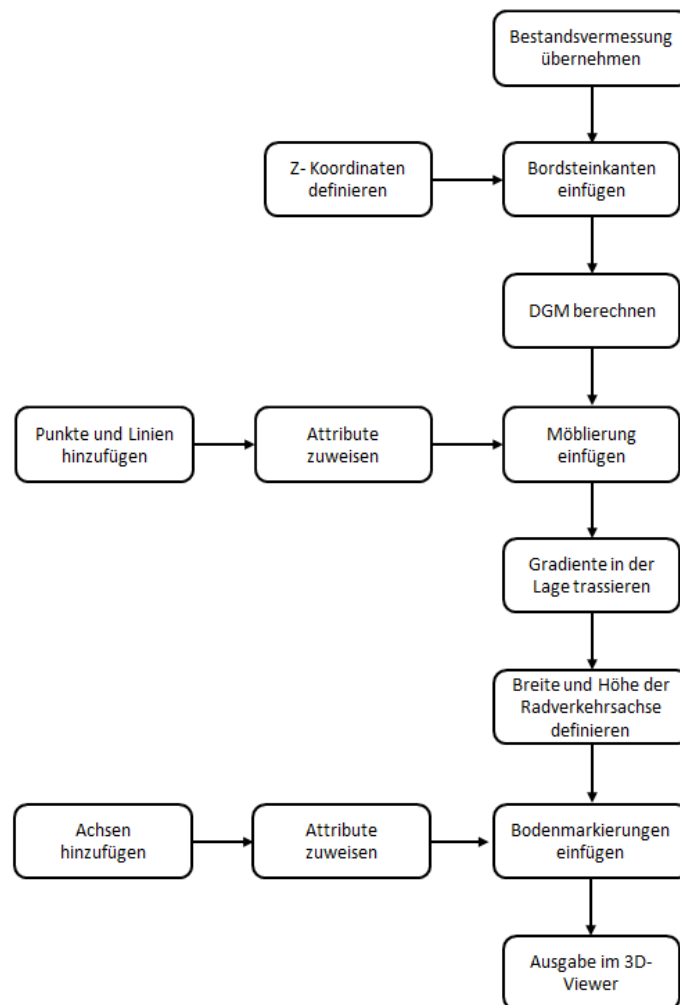 Bestandsvermessung
übernehmen
Z- Koordinaten
definieren
Bordsteinkanten
einfügen
DGM berechnen
Punkte und Linien
hinzufügen
Attribute
zuweisen
Möblierung
einfügen
Gradiente in der
Lage trassieren
Breite und Höhe der
Radverkehrsachse
definieren
Achsen
hinzufügen
Attribute
zuweisen
Bodenmarkierungen
einfügen
Ausgabe im 3D-
Viewer